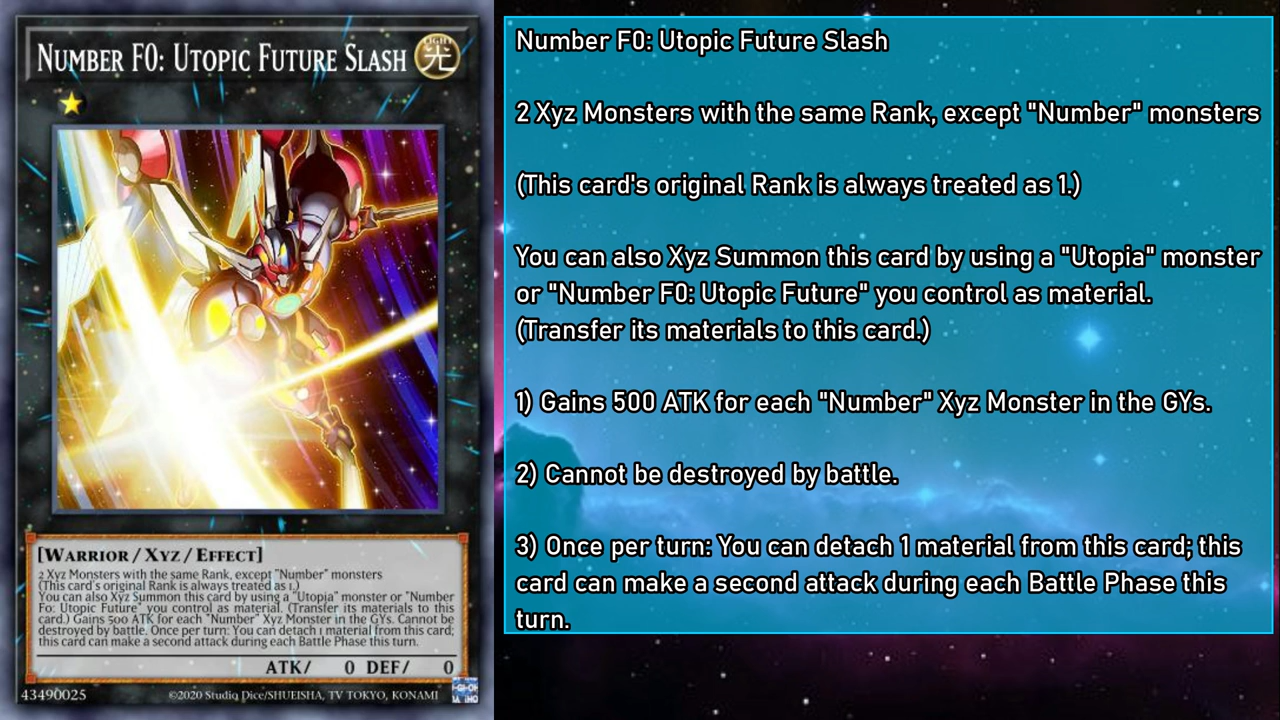 NUMBER F0: UTOPIC FUTURE SLASH
LIGHT
光
[WARRIOR / XYZ / EFFECT]
2 Xyz Monsters with the same Rank, except "Number" monsters
(This card's original Rank is always treated as 1.)
You can also Xyz Summon this card by using a "Utopia" monster or "Number
F0: Utopic Future" you control as material. (Transfer its materials to this
card.) Gains 500 ATK for each "Number" Xyz Monster in the GYs. Cannot be
destroyed by battle. Once per turn: You can detach 1 material from this card;
this card can make a second attack during each Battle Phase this turn.
ATK/ 0 DEF/ 0
43490025 ©2020 Studio Dice/SHUEISHA, TV TOKYO, KONAMI
Number F0: Utopic Future Slash
2 Xyz Monsters with the same Rank, except "Number" monsters
(This card's original Rank is always treated as 1.)
You can also Xyz Summon this card by using a "Utopia" monster
or "Number F0: Utopic Future" you control as material.
(Transfer its materials to this card.)
1) Gains 500 ATK for each "Number" Xyz Monster in the GYs.
2) Cannot be destroyed by battle.
3) Once per turn: You can detach 1 material from this card; this
card can make a second attack during each Battle Phase this
turn.